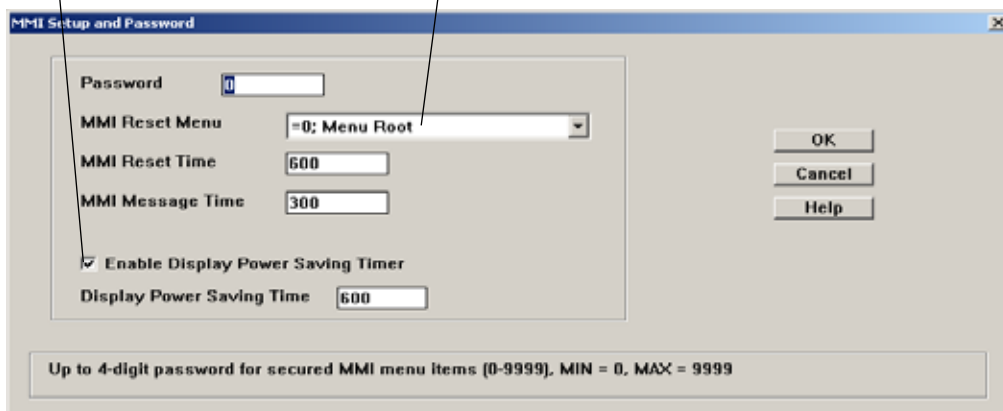 MMI Setup and Password
Password 0
MMI Reset Menu =0; Menu Root
MMI Reset Time 600
MMI Message Time 300
Enable Display Power Saving Timer
Display Power Saving Time 600
OK
Cancel
Help
Up to 4-digit password for secured MMI menu items (0-9999), MIN = 0, MAX = 9999